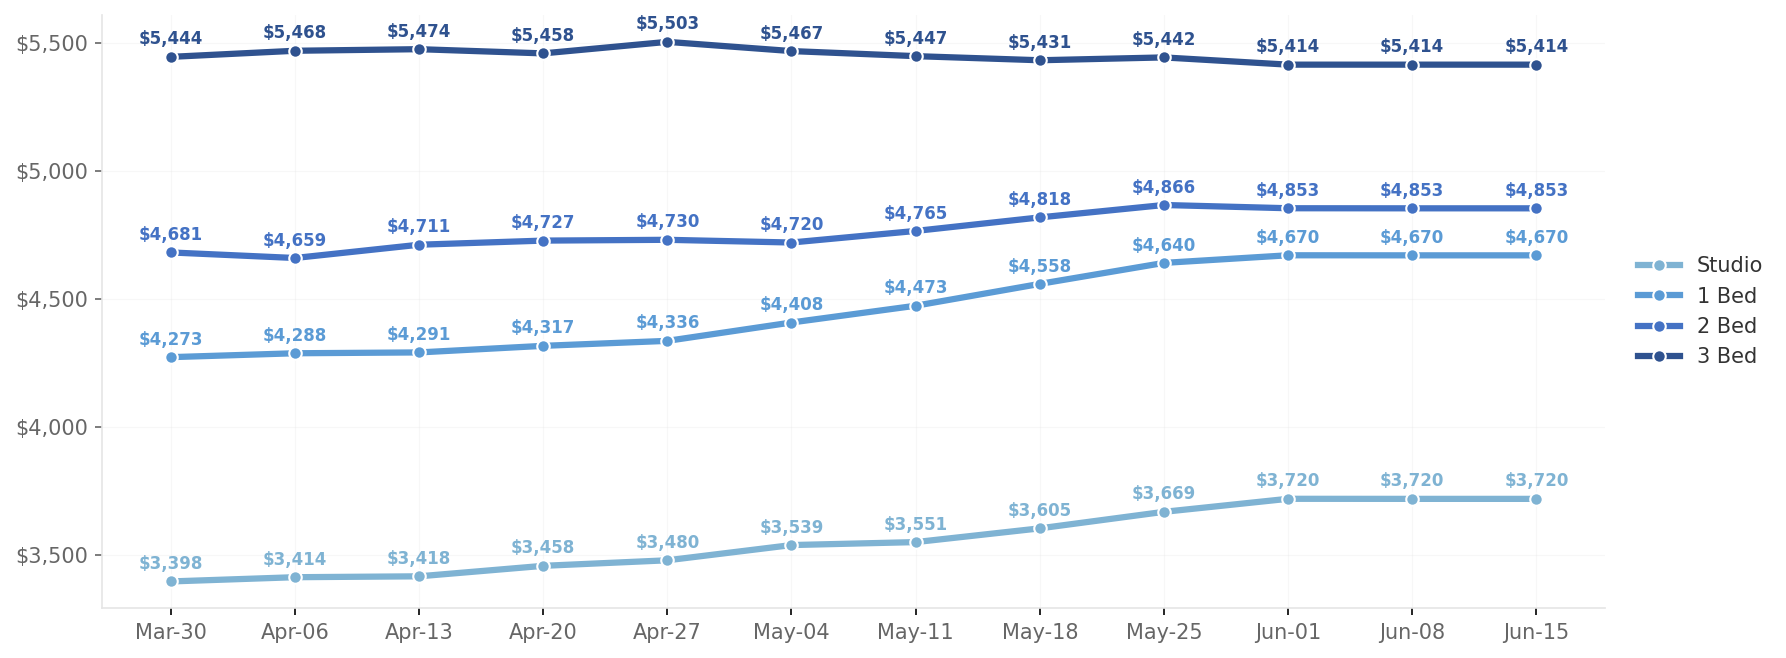 $5,500
$5,000
$4,500
$4,000
$3,500
$5,444 $5,468 $5,474 $5,458 $5,503 $5,467 $5,447 $5,431 $5,442 $5,414 $5,414 $5,414
$4,681 $4,659 $4,711 $4,727 $4,730 $4,720 $4,765 $4,818 $4,866 $4,853 $4,853 $4,853
$4,273 $4,288 $4,291 $4,317 $4,336 $4,408 $4,473 $4,558 $4,640 $4,670 $4,670 $4,670
$3,398 $3,414 $3,418 $3,458 $3,480 $3,539 $3,551 $3,605 $3,669 $3,720 $3,720 $3,720
Mar-30 Apr-06 Apr-13 Apr-20 Apr-27 May-04 May-11 May-18 May-25 Jun-01 Jun-08 Jun-15
Studio
1 Bed
2 Bed
3 Bed